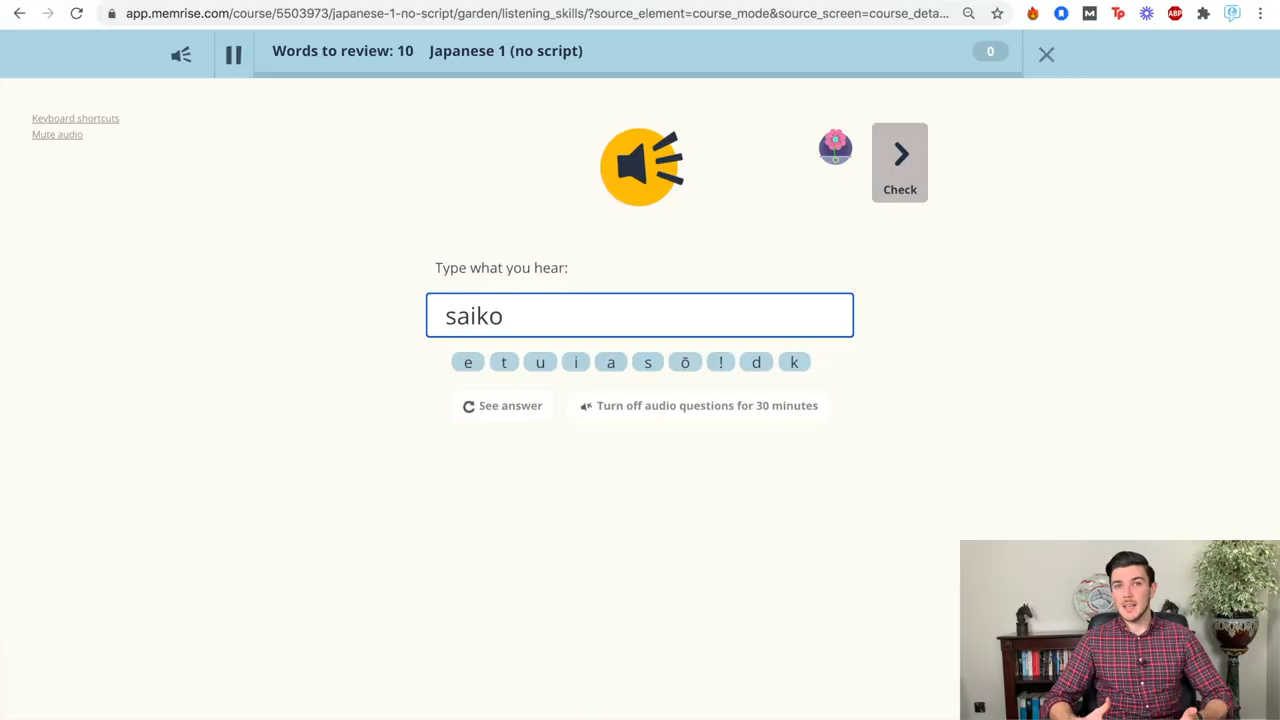 app.memrise.com/course/5503973/japanese-1-no-script/garden/listening_skills/?source_element=course_mode&source_screen=course_deta...
M
Tp
ABP
Words to review: 10 Japanese 1 (no script)
0
Keyboard shortcuts
Mute audio
Check
Type what you hear:
saiko
e t u i a s ō ! d k
See answer
Turn off audio questions for 30 minutes